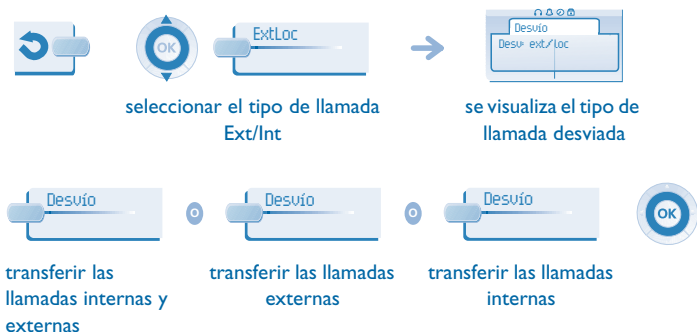 OK
ExtLoc
Desvío
Desv ext/loc
seleccionar el tipo de llamada
Ext/Int
se visualiza el tipo de
llamada desviada
Desvío
O
Desvío
O
Desvío
OK
transferir las
llamadas internas y
externas
transferir las llamadas
externas
transferir las llamadas
internas